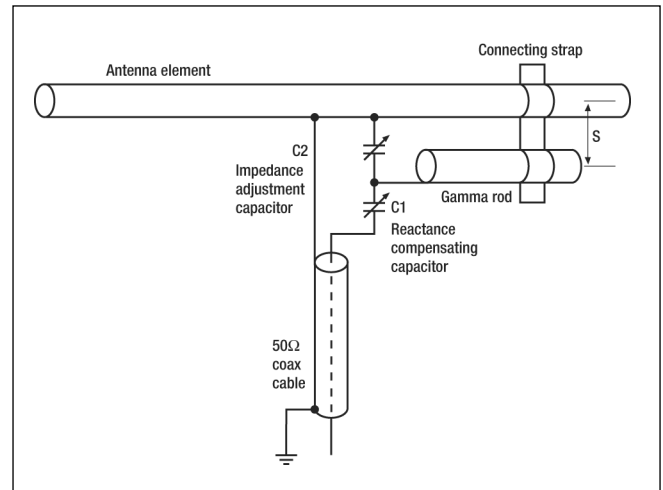 Connecting strap
Antenna element
S
C2
Impedance
adjustment
capacitor
Gamma rod
C1
Reactance
compensating
capacitor
50Ω
coax
cable